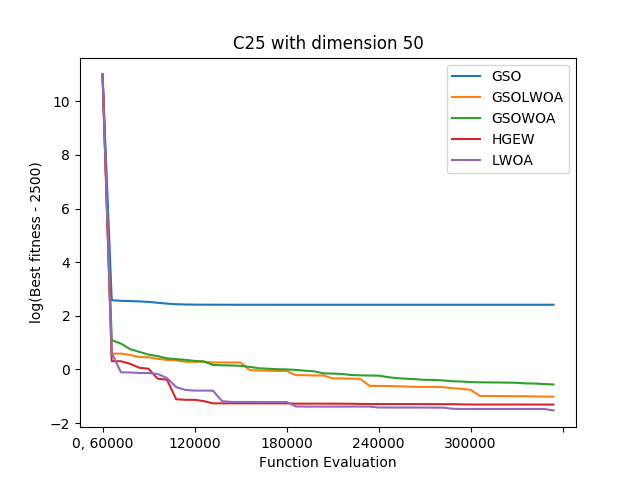 C25 with dimension 50
log(Best fitness - 2500)
10
8
6
4
2
0
−2
GSO
GSOLWOA
GSOWOA
HGEW
LWOA
0, 60000 120000 180000 240000 300000
Function Evaluation